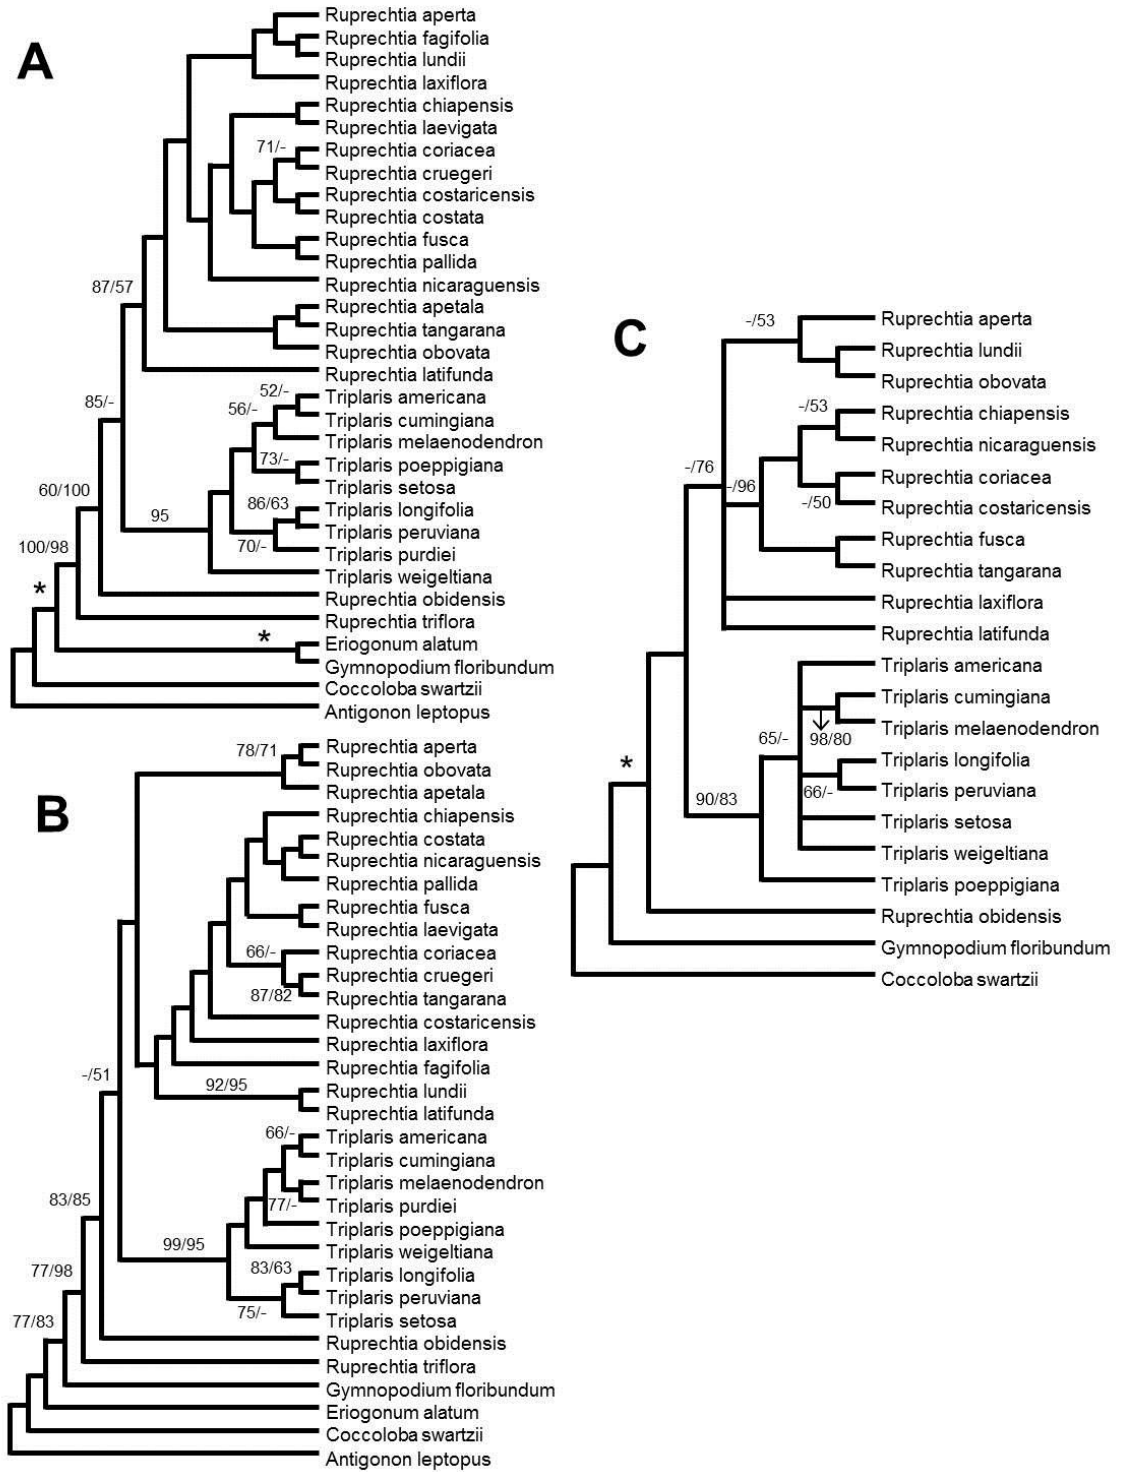 A
Ruprechtia aperta
Ruprechtia fagifolia
Ruprechtia lundii
Ruprechtia laxiflora
Ruprechtia chiapensis
Ruprechtia laevigata
71/-
Ruprechtia coriacea
Ruprechtia cruegeri
Ruprechtia costaricensis
Ruprechtia costata
Ruprechtia fusca
Ruprechtia pallida
Ruprechtia nicaraguensis
87/57
Ruprechtia apetala
Ruprechtia tangarana
Ruprechtia obovata
Ruprechtia latifunda
52/-
Triplaris americana
85/-
56/-
Triplaris cumingiana
Triplaris melaenodendron
73/-
Triplaris poeppigiana
Triplaris setosa
60/100
86/63
Triplaris longifolia
95
Triplaris peruviana
100/98
70/-
Triplaris purdiei
Triplaris weigeltiana
*
Ruprechtia obidensis
Ruprechtia triflora
*
Eriogonum alatum
Gymnopodium floribundum
Coccoloba swartzii
Antigonon leptopus
B
78/71
Ruprechtia aperta
Ruprechtia obovata
Ruprechtia apetala
Ruprechtia chiapensis
Ruprechtia costata
Ruprechtia nicaraguensis
Ruprechtia pallida
Ruprechtia fusca
Ruprechtia laevigata
66/-
Ruprechtia coriacea
Ruprechtia cruegeri
87/82
Ruprechtia tangarana
Ruprechtia costaricensis
Ruprechtia laxiflora
-/51
Ruprechtia fagifolia
92/95
Ruprechtia lundii
Ruprechtia latifunda
66/-
Triplaris americana
Triplaris cumingiana
Triplaris melaenodendron
83/85
77/-
Triplaris purdiei
Triplaris poeppigiana
99/95
Triplaris weigeltiana
77/98
83/63
Triplaris longifolia
Triplaris peruviana
77/83
75/-
Triplaris setosa
Ruprechtia obidensis
Ruprechtia triflora
Gymnopodium floribundum
Eriogonum alatum
Coccoloba swartzii
Antigonon leptopus
C
-/53
Ruprechtia aperta
Ruprechtia lundii
Ruprechtia obovata
-/53
Ruprechtia chiapensis
Ruprechtia nicaraguensis
-/76
Ruprechtia coriacea
-/96
-/50
Ruprechtia costaricensis
Ruprechtia fusca
Ruprechtia tangarana
Ruprechtia laxiflora
Ruprechtia latifunda
Triplaris americana
Triplaris cumingiana
Triplaris melaenodendron
65/-
98/80
Triplaris longifolia
*
66/-
Triplaris peruviana
90/83
Triplaris setosa
Triplaris weigeltiana
Triplaris poeppigiana
Ruprechtia obidensis
Gymnopodium floribundum
Coccoloba swartzii